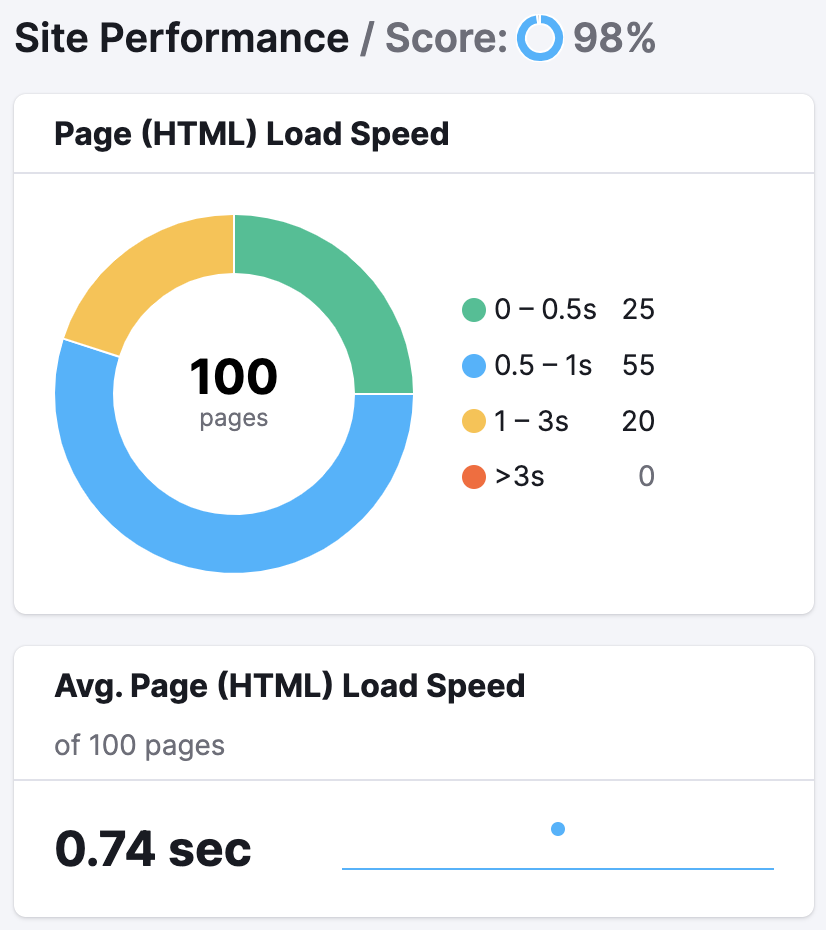 Site Performance / Score: 98%
Page (HTML) Load Speed
100
pages
0 – 0.5s 25
0.5 – 1s 55
1 – 3s 20
>3s 0
Avg. Page (HTML) Load Speed
of 100 pages
0.74 sec